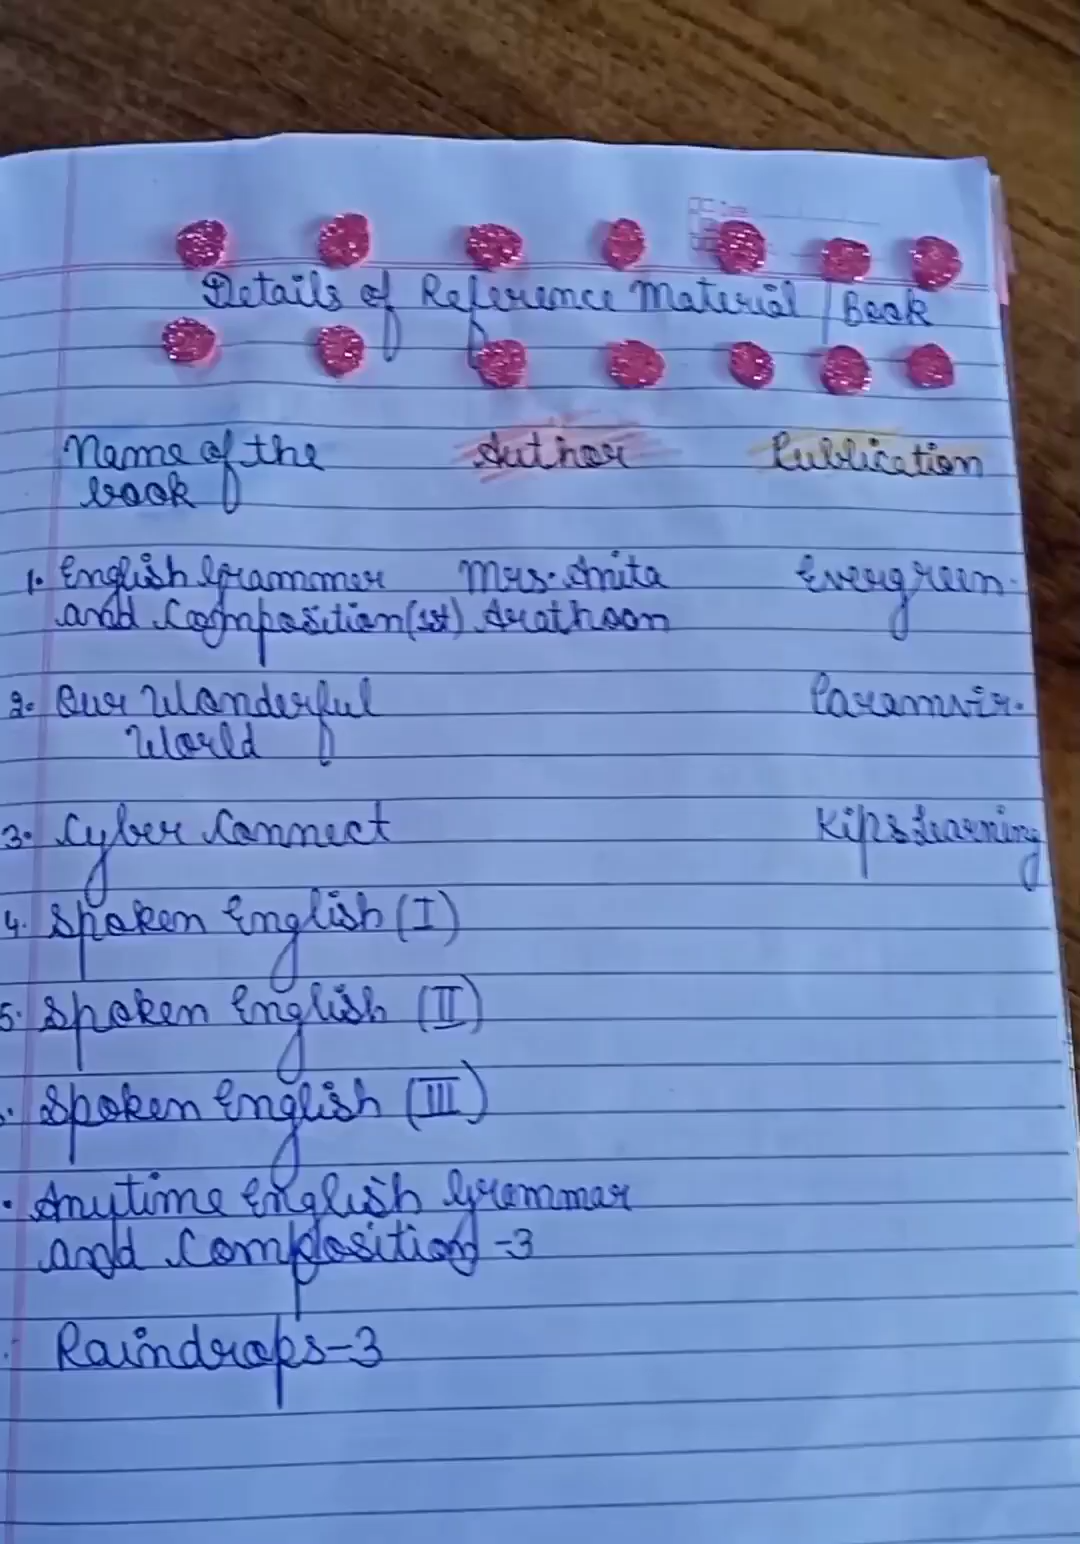 Details of Reference Material / Book
Name of the Author Publication
book
1. English Grammer Mrs. Anita Evergreen.
and Composition (1st) Arathoon
2. Our Wonderful Paramvir.
World
3. Cyber Connect Kips Learning
4. Spoken English (I)
5. Spoken English (II)
. Spoken English (III)
. Anytime English Grammar
and Composition -3
Raindrops-3